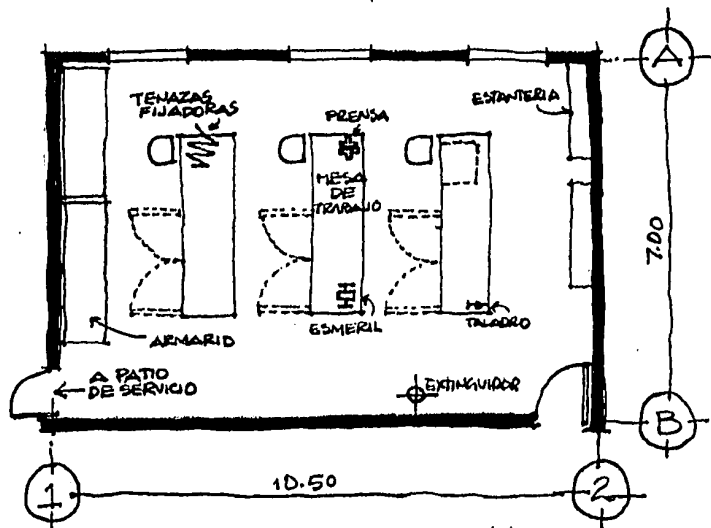 A
TENAZAS
FIJADORAS
PRENSA
ESTANTERIA
MESA
DE
TRABAJO
7.00
ARMARIO
ESMERIL
TALADRO
A PATIO
DE SERVICIO
EXTINGUIDOR
B
1
10.50
2